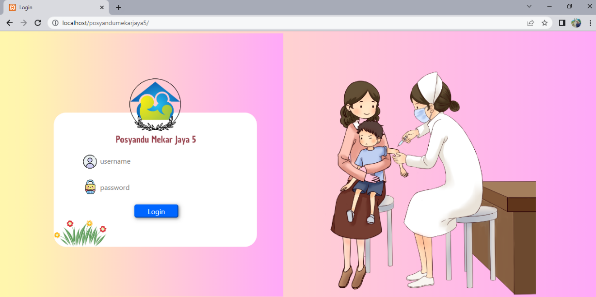 Login
localhost/posyandumekarjaya5/
Posyandu Mekar Jaya 5
username
password
Login